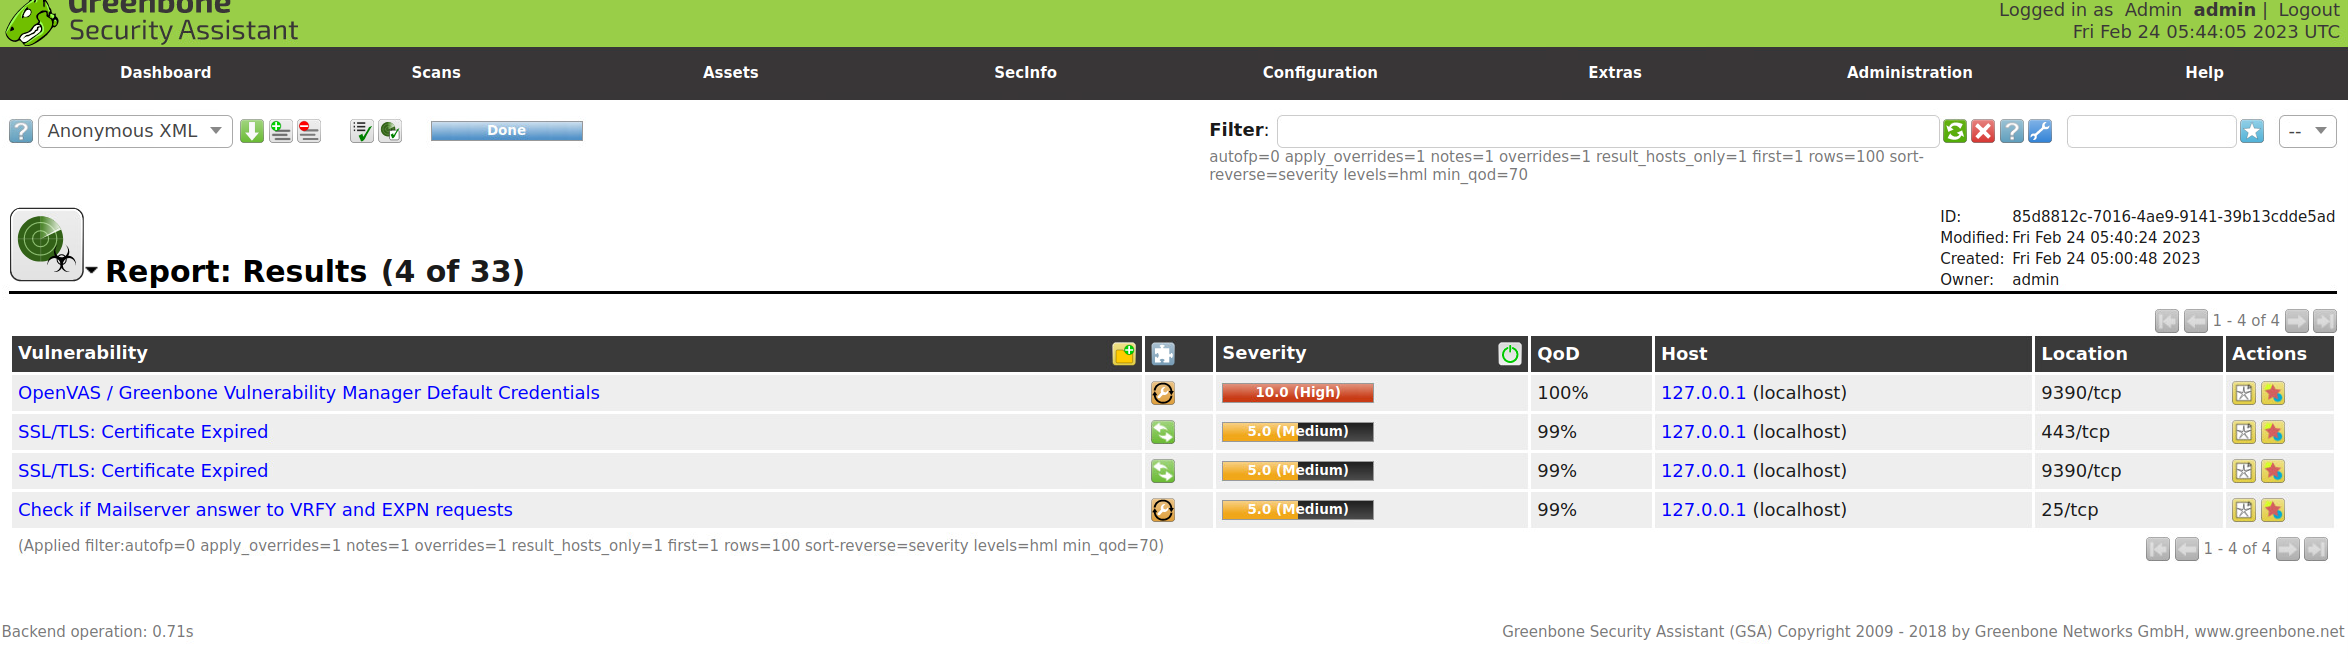 Greenbone
Security Assistant
Logged in as Admin admin | Logout
Fri Feb 24 05:44:05 2023 UTC
Dashboard Scans Assets SecInfo Configuration Extras Administration Help
Anonymous XML Done Filter: --
autofp=0 apply_overrides=1 notes=1 overrides=1 result_hosts_only=1 first=1 rows=100 sort-
reverse=severity levels=hml min_qod=70
ID: 85d8812c-7016-4ae9-9141-39b13cdde5ad
Modified: Fri Feb 24 05:40:24 2023
Created: Fri Feb 24 05:00:48 2023
Owner: admin
Report: Results (4 of 33)
1 - 4 of 4
Vulnerability Severity QoD Host Location Actions
OpenVAS / Greenbone Vulnerability Manager Default Credentials 10.0 (High) 100% 127.0.0.1 (localhost) 9390/tcp
SSL/TLS: Certificate Expired 5.0 (Medium) 99% 127.0.0.1 (localhost) 443/tcp
SSL/TLS: Certificate Expired 5.0 (Medium) 99% 127.0.0.1 (localhost) 9390/tcp
Check if Mailserver answer to VRFY and EXPN requests 5.0 (Medium) 99% 127.0.0.1 (localhost) 25/tcp
(Applied filter:autofp=0 apply_overrides=1 notes=1 overrides=1 result_hosts_only=1 first=1 rows=100 sort-reverse=severity levels=hml min_qod=70)
1 - 4 of 4
Backend operation: 0.71s
Greenbone Security Assistant (GSA) Copyright 2009 - 2018 by Greenbone Networks GmbH, www.greenbone.net